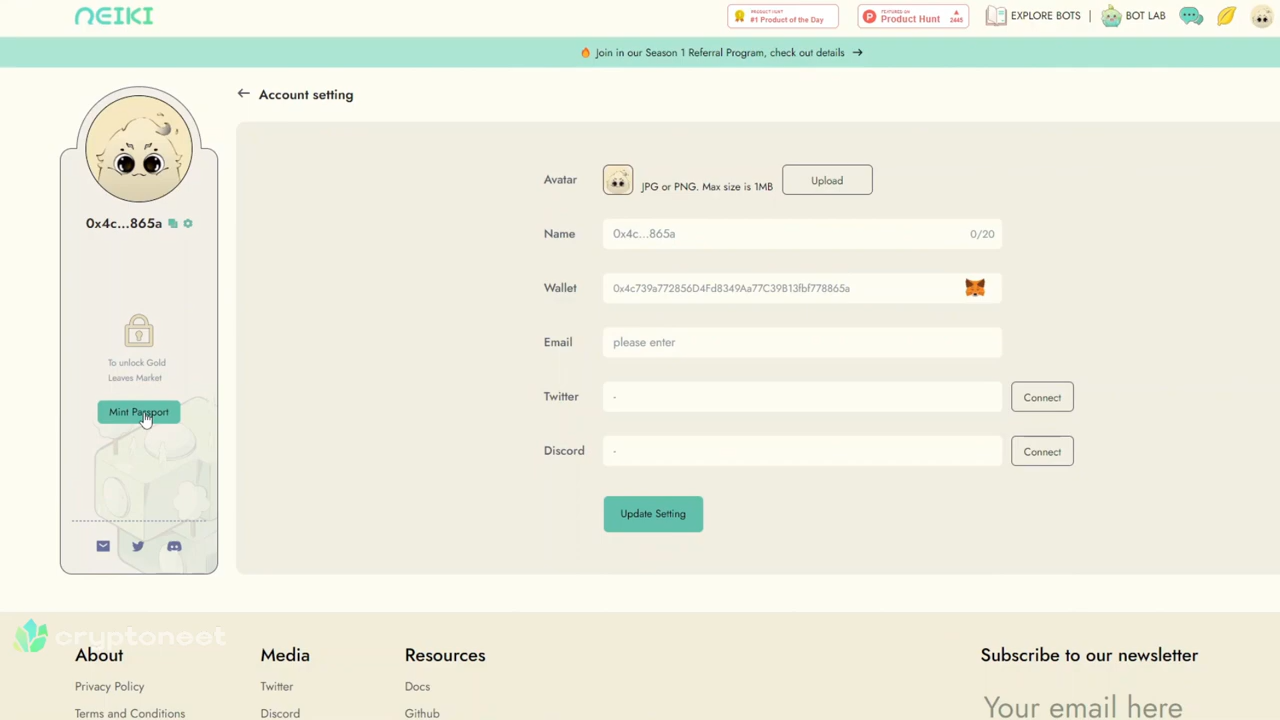 NEIKI
PRODUCT HUNT
#1 Product of the Day
FEATURED ON
Product Hunt
2445
EXPLORE BOTS
BOT LAB
Join in our Season 1 Referral Program, check out details →
← Account setting
0x4c...865a
To unlock Gold
Leaves Market
Mint Passport
Avatar
JPG or PNG. Max size is 1MB
Upload
Name
0x4c...865a
0/20
Wallet
0x4c739a772856D4Fd8349Aa77C39B13fbf778865a
Email
please enter
Twitter
-
Connect
Discord
-
Connect
Update Setting
cryptoneet
About
Media
Resources
Subscribe to our newsletter
Privacy Policy
Twitter
Docs
Your email here
Terms and Conditions
Discord
Github